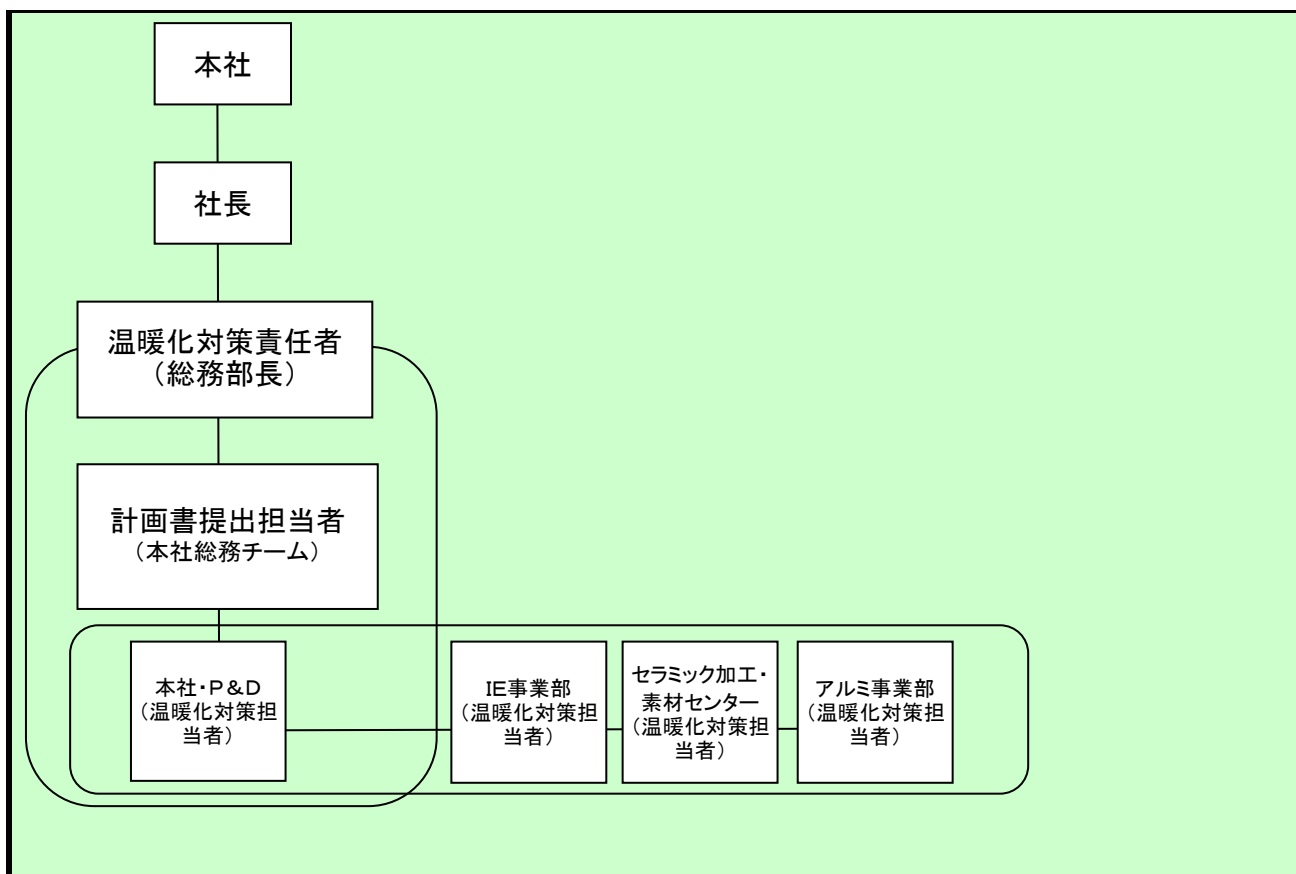 本社
社長
温暖化対策責任者
（総務部長）
計画書提出担当者
（本社総務チーム）
本社・Ｐ＆Ｄ
（温暖化対策担
当者）
IE事業部
（温暖化対策担
当者）
セラミック加工・
素材センター
（温暖化対策担
当者）
アルミ事業部
（温暖化対策担
当者）